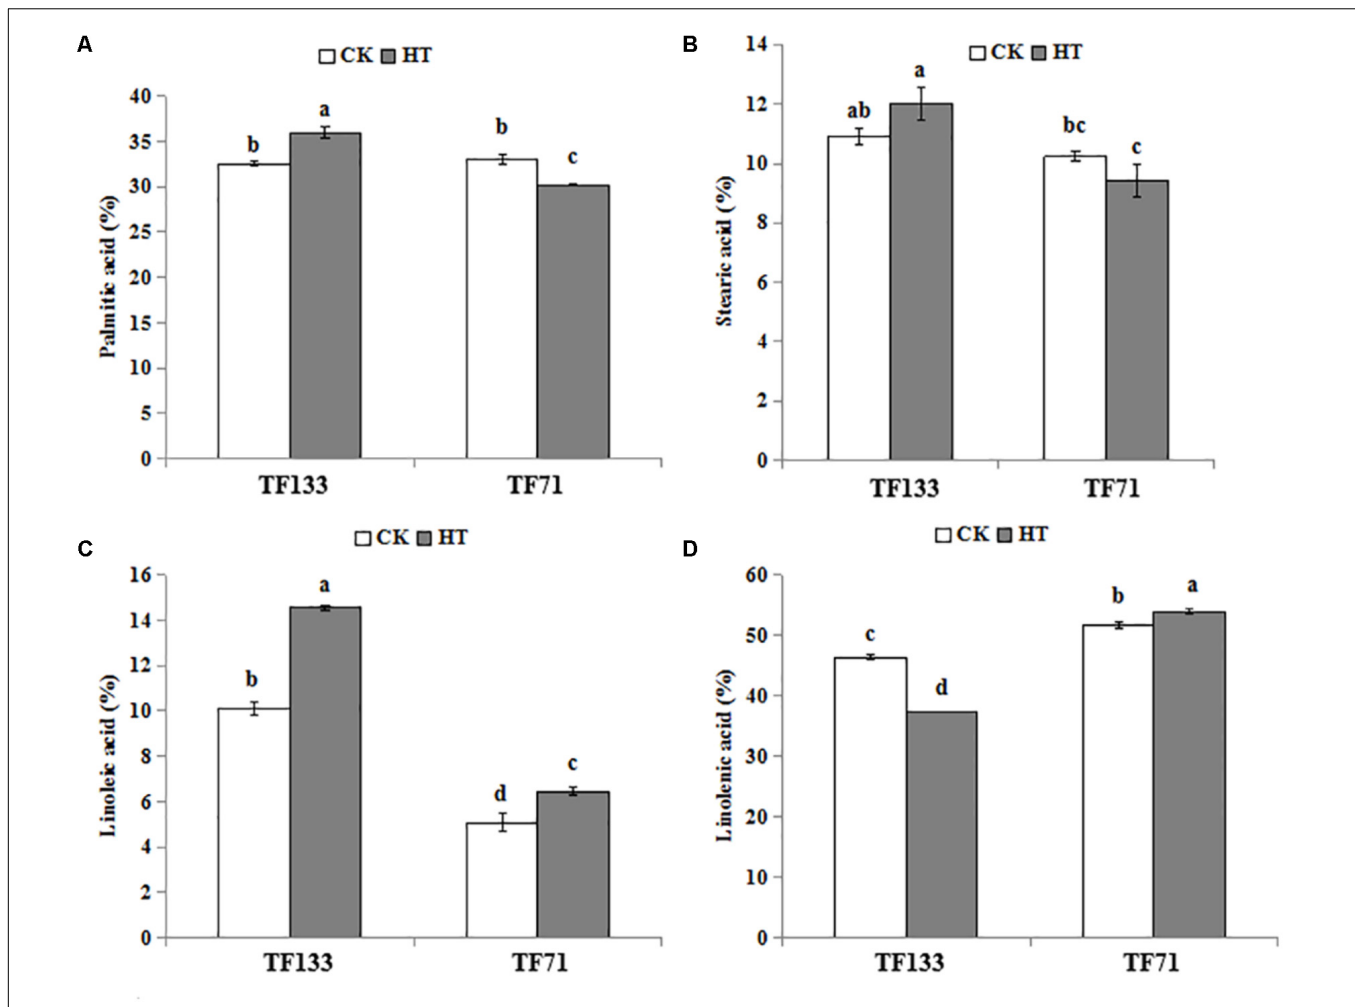 A
CK HT
Palmitic acid (%)
40
35
30
25
20
15
10
5
0
b
a
b
c
TF133 TF71
B
CK HT
Stearic acid (%)
14
12
10
8
6
4
2
0
ab
a
bc
c
TF133 TF71
C
CK HT
Linoleic acid (%)
16
14
12
10
8
6
4
2
0
b
a
d
c
TF133 TF71
D
CK HT
Linolenic acid (%)
60
50
40
30
20
10
0
c
d
b
a
TF133 TF71